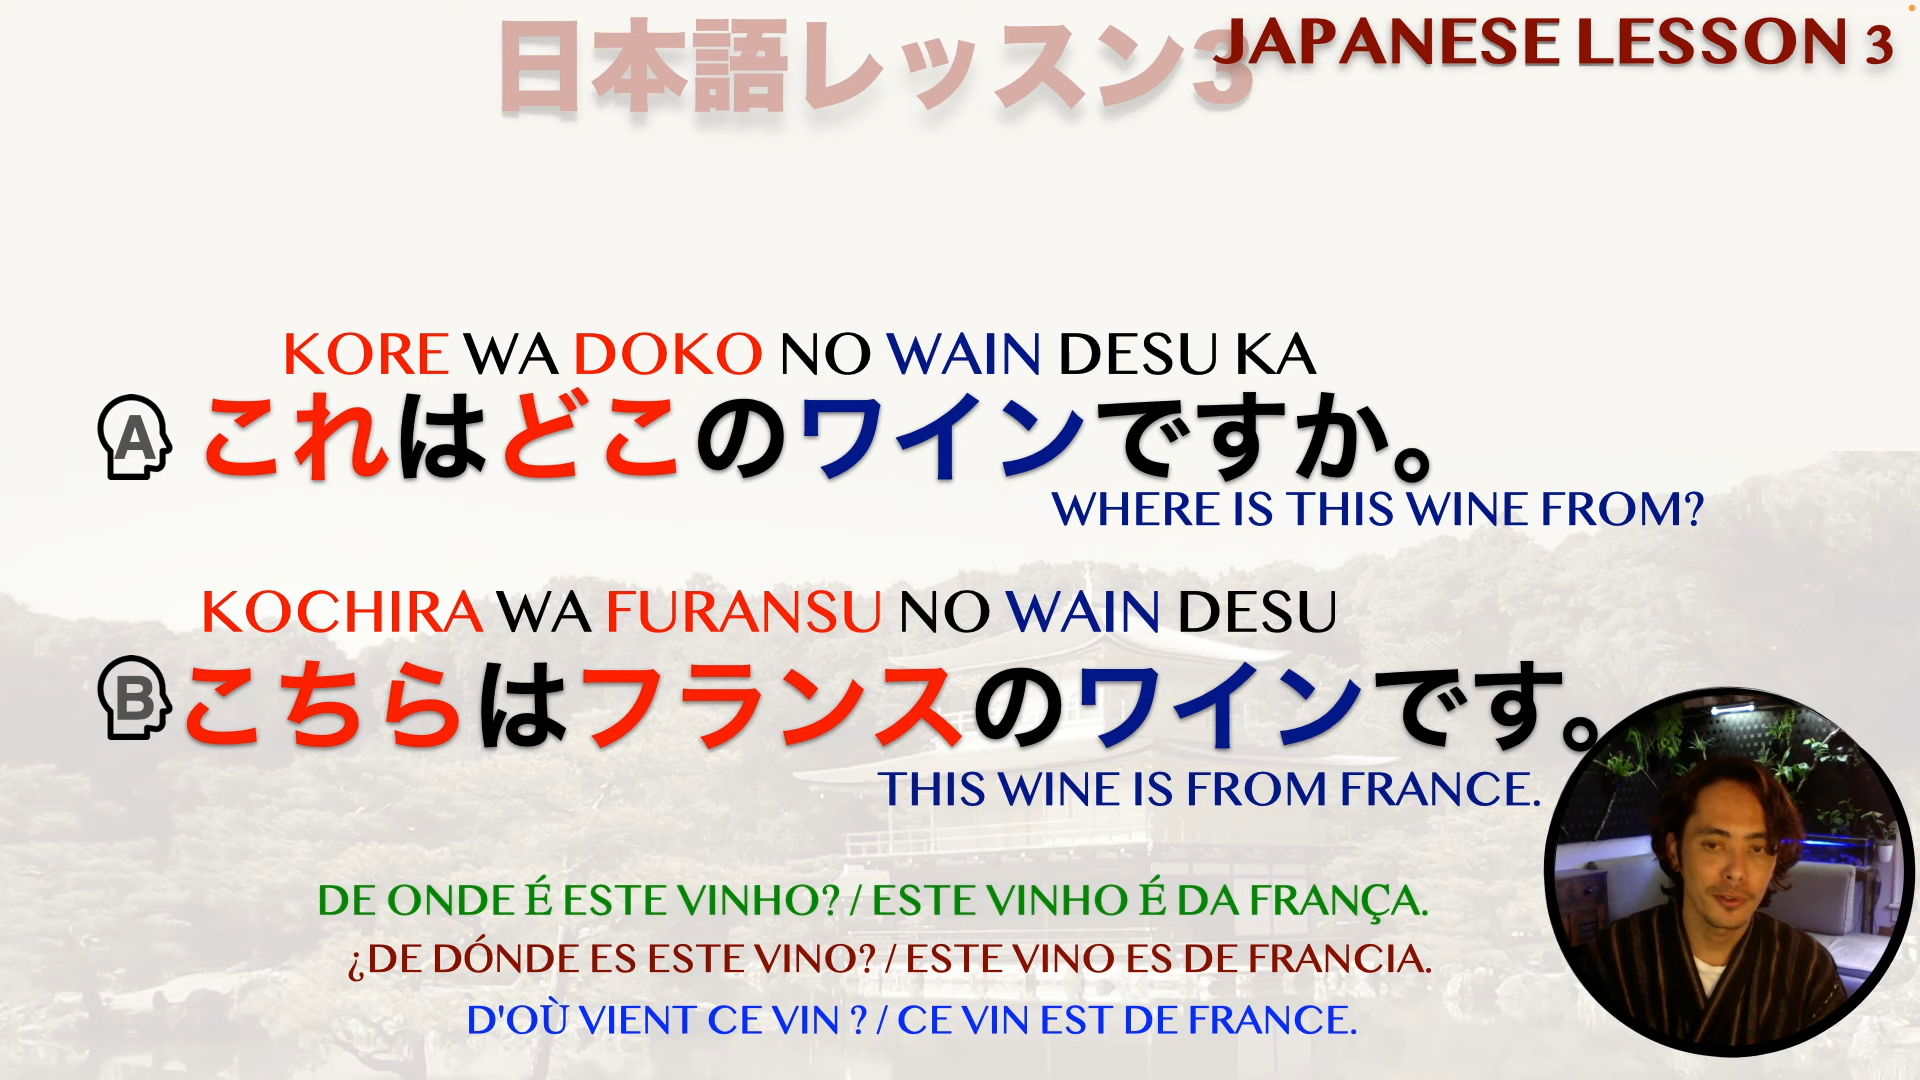 日本語レッスン3
JAPANESE LESSON 3
KORE WA DOKO NO WAIN DESU KA
A これはどこのワインですか。
WHERE IS THIS WINE FROM?
KOCHIRA WA FURANSU NO WAIN DESU
B こちらはフランスのワインです。
THIS WINE IS FROM FRANCE.
DE ONDE É ESTE VINHO? / ESTE VINHO É DA FRANÇA.
¿DE DÓNDE ES ESTE VINO? / ESTE VINO ES DE FRANCIA.
D'OÙ VIENT CE VIN ? / CE VIN EST DE FRANCE.